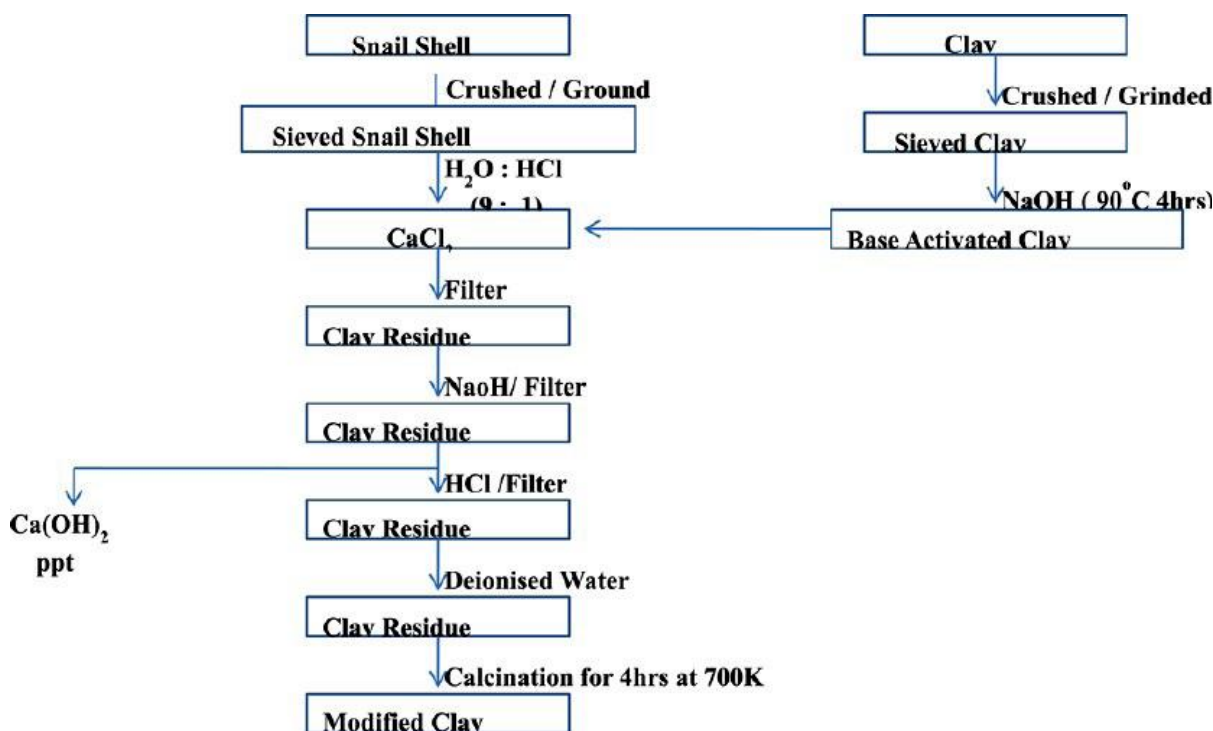 Snail Shell
Crushed / Ground
Sieved Snail Shell
H₂O : HCl
(9 : 1)
CaCl₂
Filter
Clay Residue
NaoH/ Filter
Clay Residue
HCl /Filter
Clay Residue
Deionised Water
Clay Residue
Calcination for 4hrs at 700K
Modified Clay
Clay
Crushed / Grinded
Sieved Clay
NaOH ( 90°C 4hrs)
Base Activated Clay
Ca(OH)₂
ppt